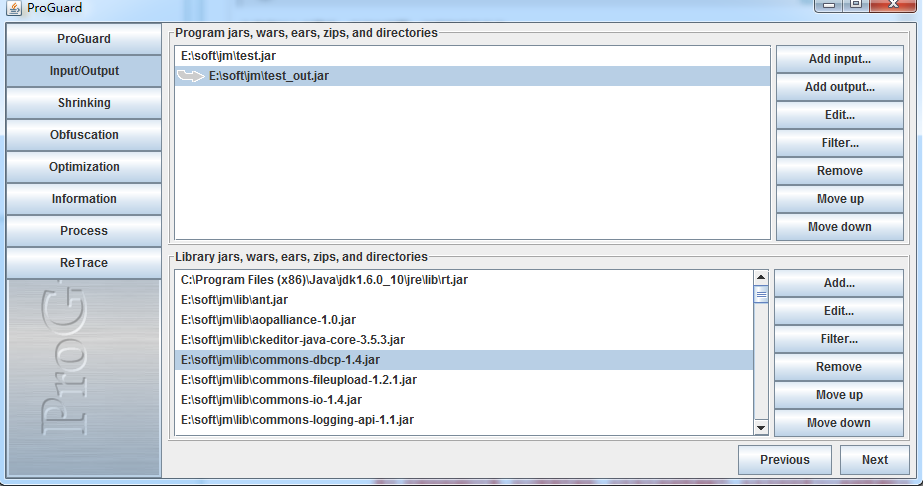 ProGuard
ProGuard
Input/Output
Shrinking
Obfuscation
Optimization
Information
Process
ReTrace
ProG
Program jars, wars, ears, zips, and directories
E:\soft\jm\test.jar
E:\soft\jm\test_out.jar
Add input...
Add output...
Edit...
Filter...
Remove
Move up
Move down
Library jars, wars, ears, zips, and directories
C:\Program Files (x86)\Java\jdk1.6.0_10\jre\lib\rt.jar
E:\soft\jm\lib\ant.jar
E:\soft\jm\lib\aopalliance-1.0.jar
E:\soft\jm\lib\ckeditor-java-core-3.5.3.jar
E:\soft\jm\lib\commons-dbcp-1.4.jar
E:\soft\jm\lib\commons-fileupload-1.2.1.jar
E:\soft\jm\lib\commons-io-1.4.jar
E:\soft\jm\lib\commons-logging-api-1.1.jar
Add...
Edit...
Filter...
Remove
Move up
Move down
Previous
Next